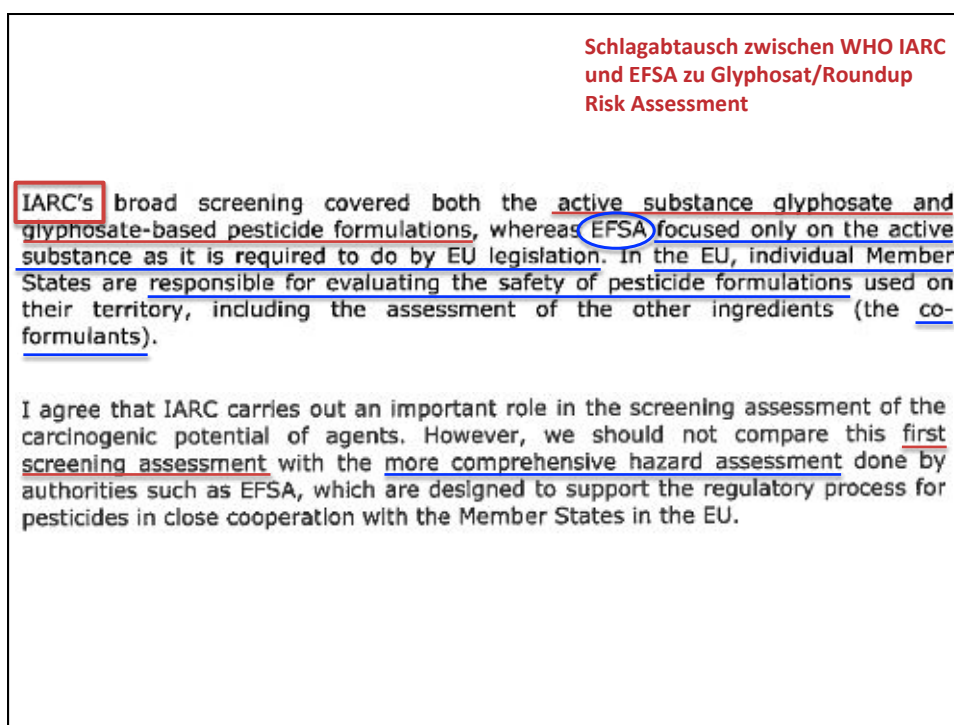 Schlagabtausch zwischen WHO IARC
und EFSA zu Glyphosat/Roundup
Risk Assessment
IARC's broad screening covered both the active substance glyphosate and
glyphosate-based pesticide formulations, whereas EFSA focused only on the active
substance as it is required to do by EU legislation. In the EU, individual Member
States are responsible for evaluating the safety of pesticide formulations used on
their territory, including the assessment of the other ingredients (the co-
formulants).
I agree that IARC carries out an important role in the screening assessment of the
carcinogenic potential of agents. However, we should not compare this first
screening assessment with the more comprehensive hazard assessment done by
authorities such as EFSA, which are designed to support the regulatory process for
pesticides in close cooperation with the Member States in the EU.